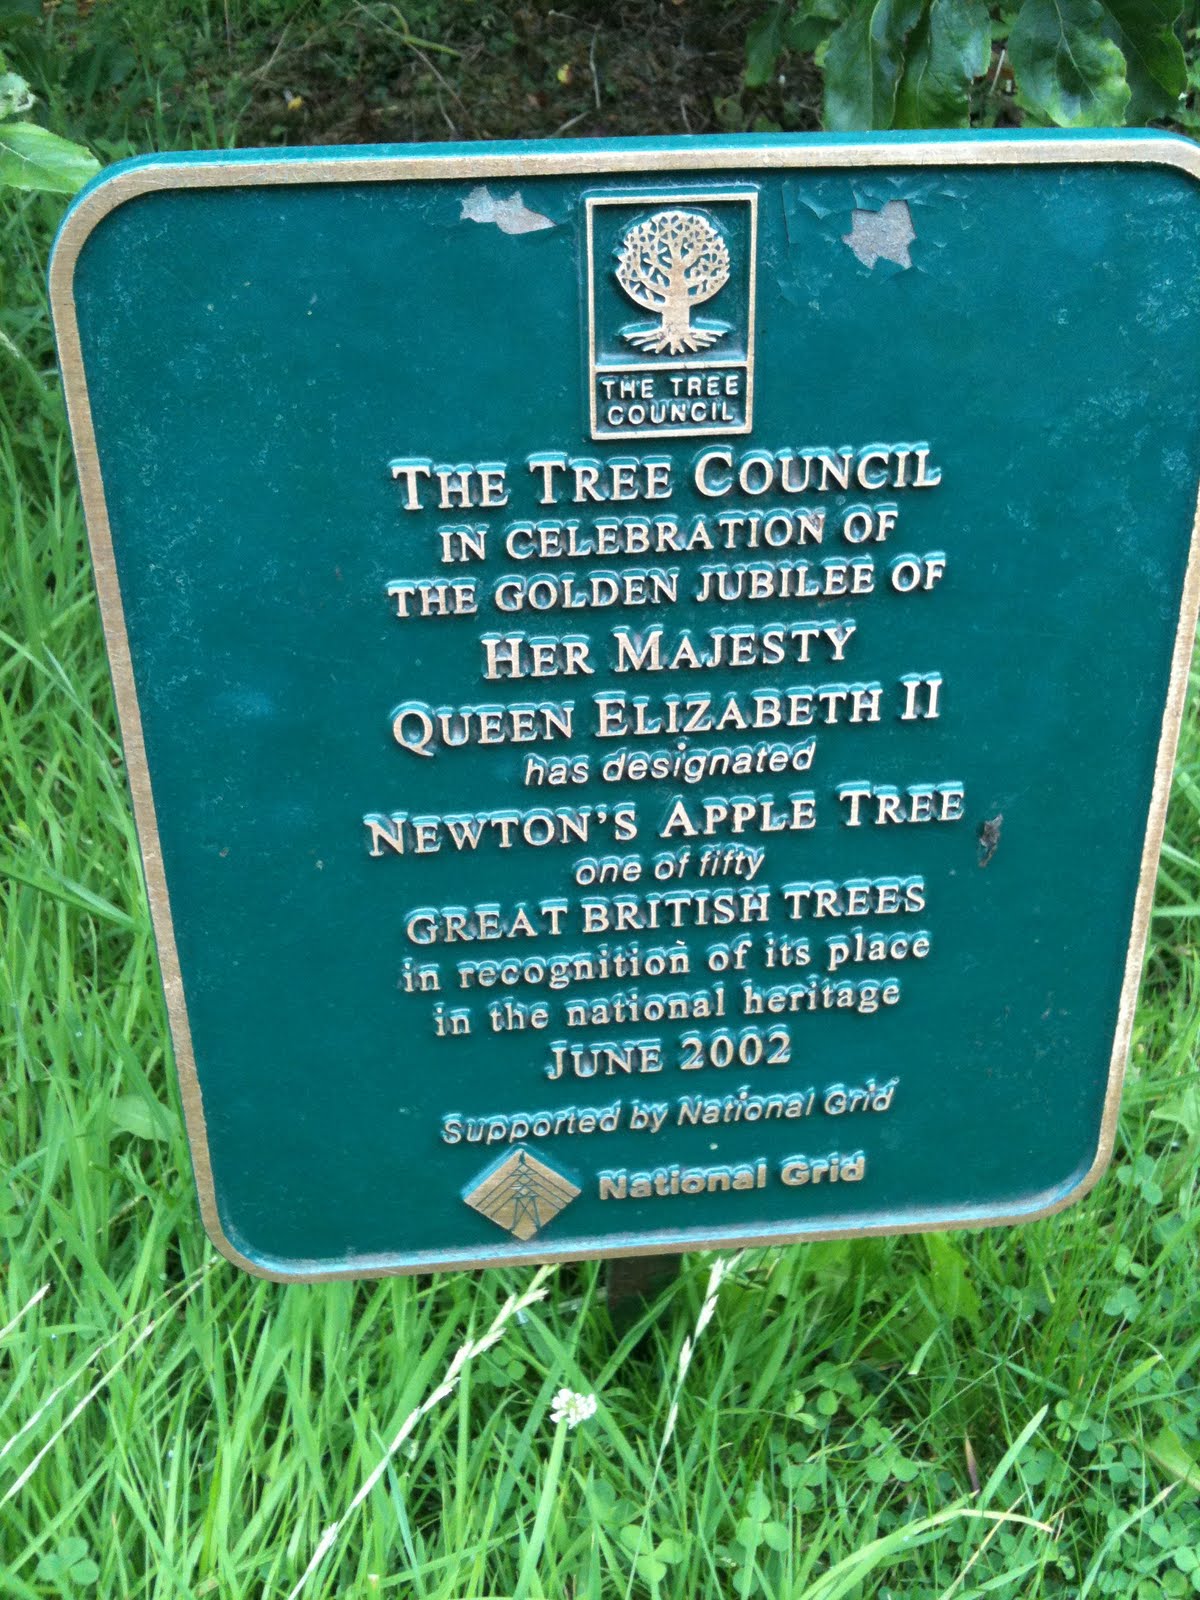 THE TREE
COUNCIL
THE TREE COUNCIL
IN CELEBRATION OF
THE GOLDEN JUBILEE OF
HER MAJESTY
QUEEN ELIZABETH II
has designated
NEWTON'S APPLE TREE
one of fifty
GREAT BRITISH TREES
in recognition of its place
in the national heritage
JUNE 2002
Supported by National Grid
National Grid